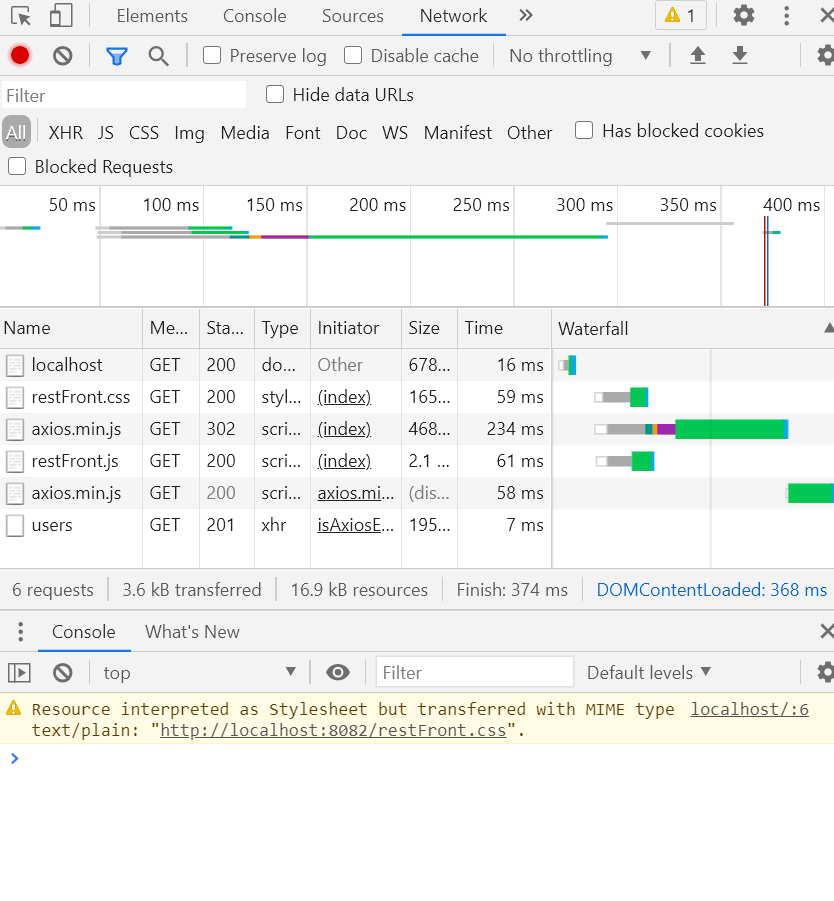 Elements Console Sources Network 1
Preserve log Disable cache No throttling
Filter Hide data URLs
All XHR JS CSS Img Media Font Doc WS Manifest Other Has blocked cookies
Blocked Requests
50 ms 100 ms 150 ms 200 ms 250 ms 300 ms 350 ms 400 ms
Name Me... Sta... Type Initiator Size Time Waterfall
localhost GET 200 do... Other 678... 16 ms
restFront.css GET 200 styl... (index) 165... 59 ms
axios.min.js GET 302 scri... (index) 468... 234 ms
restFront.js GET 200 scri... (index) 2.1 ... 61 ms
axios.min.js GET 200 scri... axios.mi... (dis... 58 ms
users GET 201 xhr isAxiosE... 195... 7 ms
6 requests 3.6 kB transferred 16.9 kB resources Finish: 374 ms DOMContentLoaded: 368 ms
Console What's New
top Filter Default levels
Resource interpreted as Stylesheet but transferred with MIME type localhost/:6
text/plain: "http://localhost:8082/restFront.css".